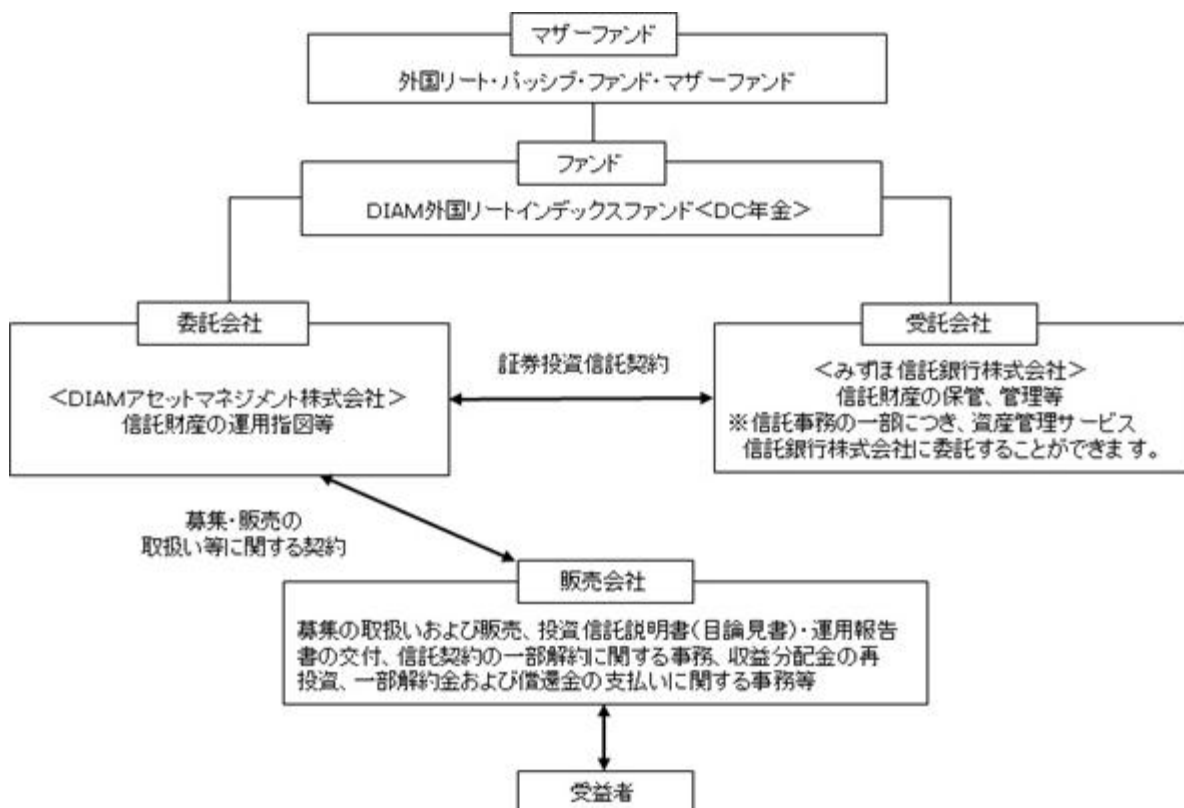 マザーファンド
外国リート・パッシブ・ファンド・マザーファンド
ファンド
DIAM外国リートインデックスファンド<DC年金>
委託会社
<DIAMアセットマネジメント株式会社>
信託財産の運用指図等
証券投資信託契約
受託会社
<みずほ信託銀行株式会社>
信託財産の保管、管理等
※信託事務の一部につき、資産管理サービス
信託銀行株式会社に委託することができます。
募集・販売の
取扱い等に関する契約
販売会社
募集の取扱いおよび販売、投資信託説明書(目論見書)・運用報告
書の交付、信託契約の一部解約に関する事務、収益分配金の再
投資、一部解約金および償還金の支払いに関する事務等
受益者